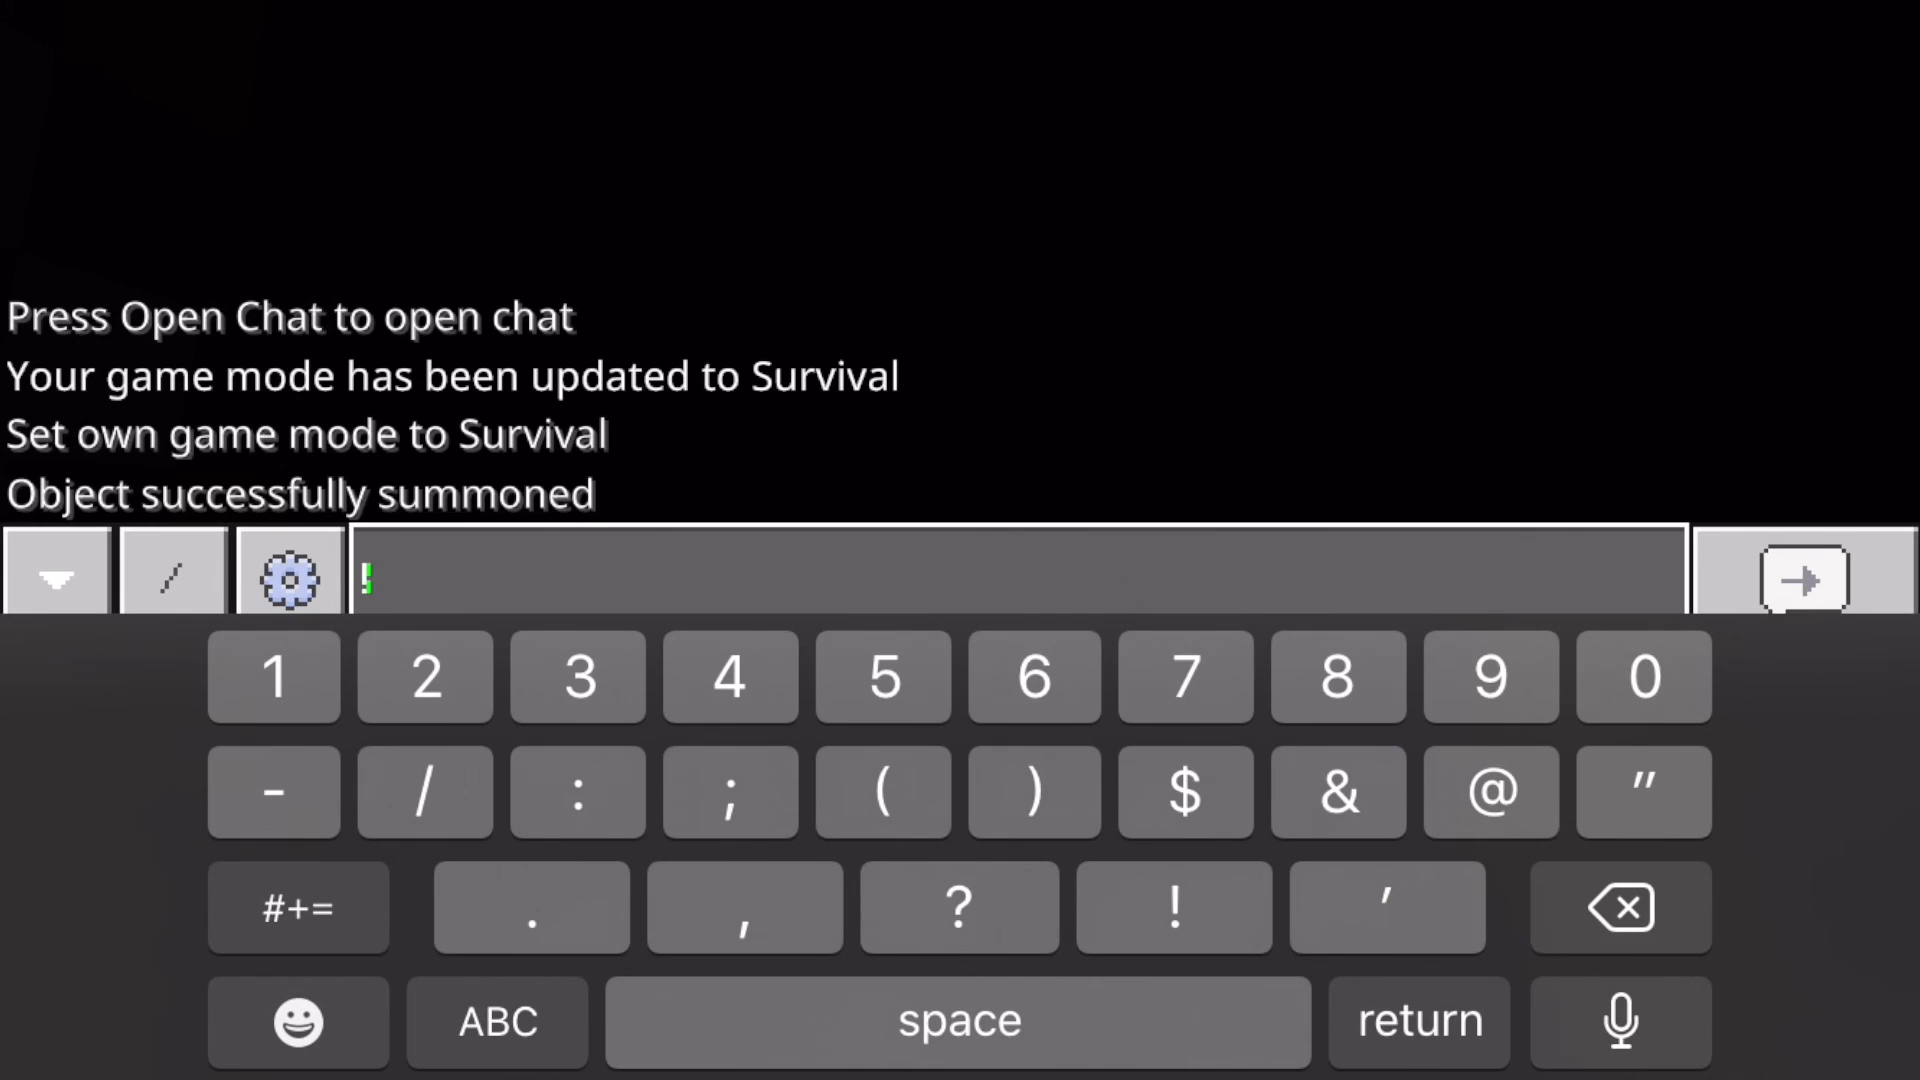 Press Open Chat to open chat
Your game mode has been updated to Survival
Set own game mode to Survival
Object successfully summoned
/ !
1 2 3 4 5 6 7 8 9 0
- / : ; ( ) $ & @ "
#+= . , ? ! '
ABC space return